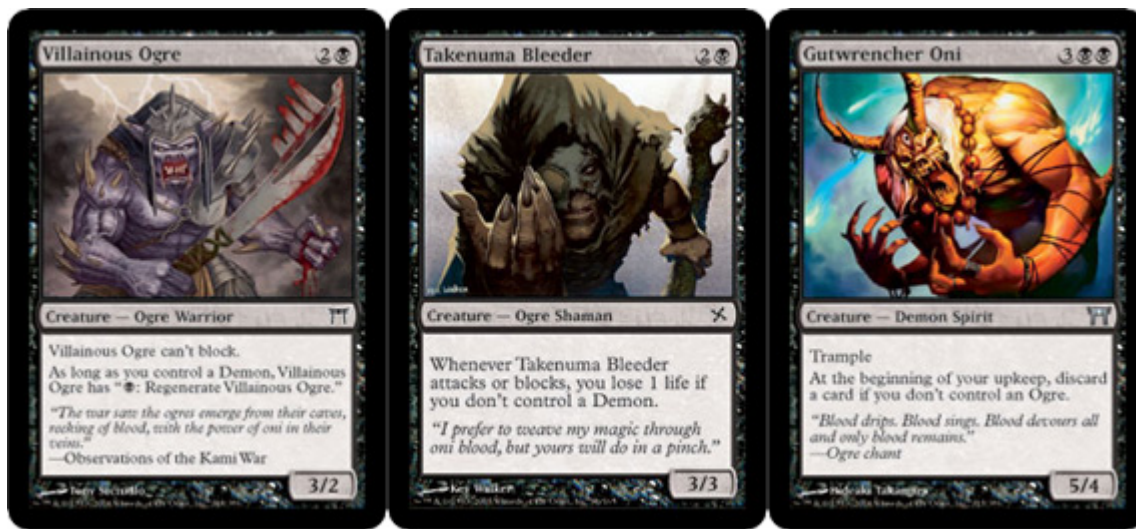 Villainous Ogre 2
Creature — Ogre Warrior
Villainous Ogre can't block.
As long as you control a Demon, Villainous
Ogre has ": Regenerate Villainous Ogre."
"The war saw the ogres emerge from their caves,
reeking of blood, with the power of oni in their
veins."
—Observations of the Kami War
3/2
Takenuma Bleeder 2
Creature — Ogre Shaman
Whenever Takenuma Bleeder
attacks or blocks, you lose 1 life if
you don't control a Demon.
"I prefer to weave my magic through
oni blood, but yours will do in a pinch."
Kev Walker
3/3
Gutwrencher Oni 3
Creature — Demon Spirit
Trample
At the beginning of your upkeep, discard
a card if you don't control an Ogre.
"Blood drips. Blood sings. Blood devours all
and only blood remains."
—Ogre chant
5/4